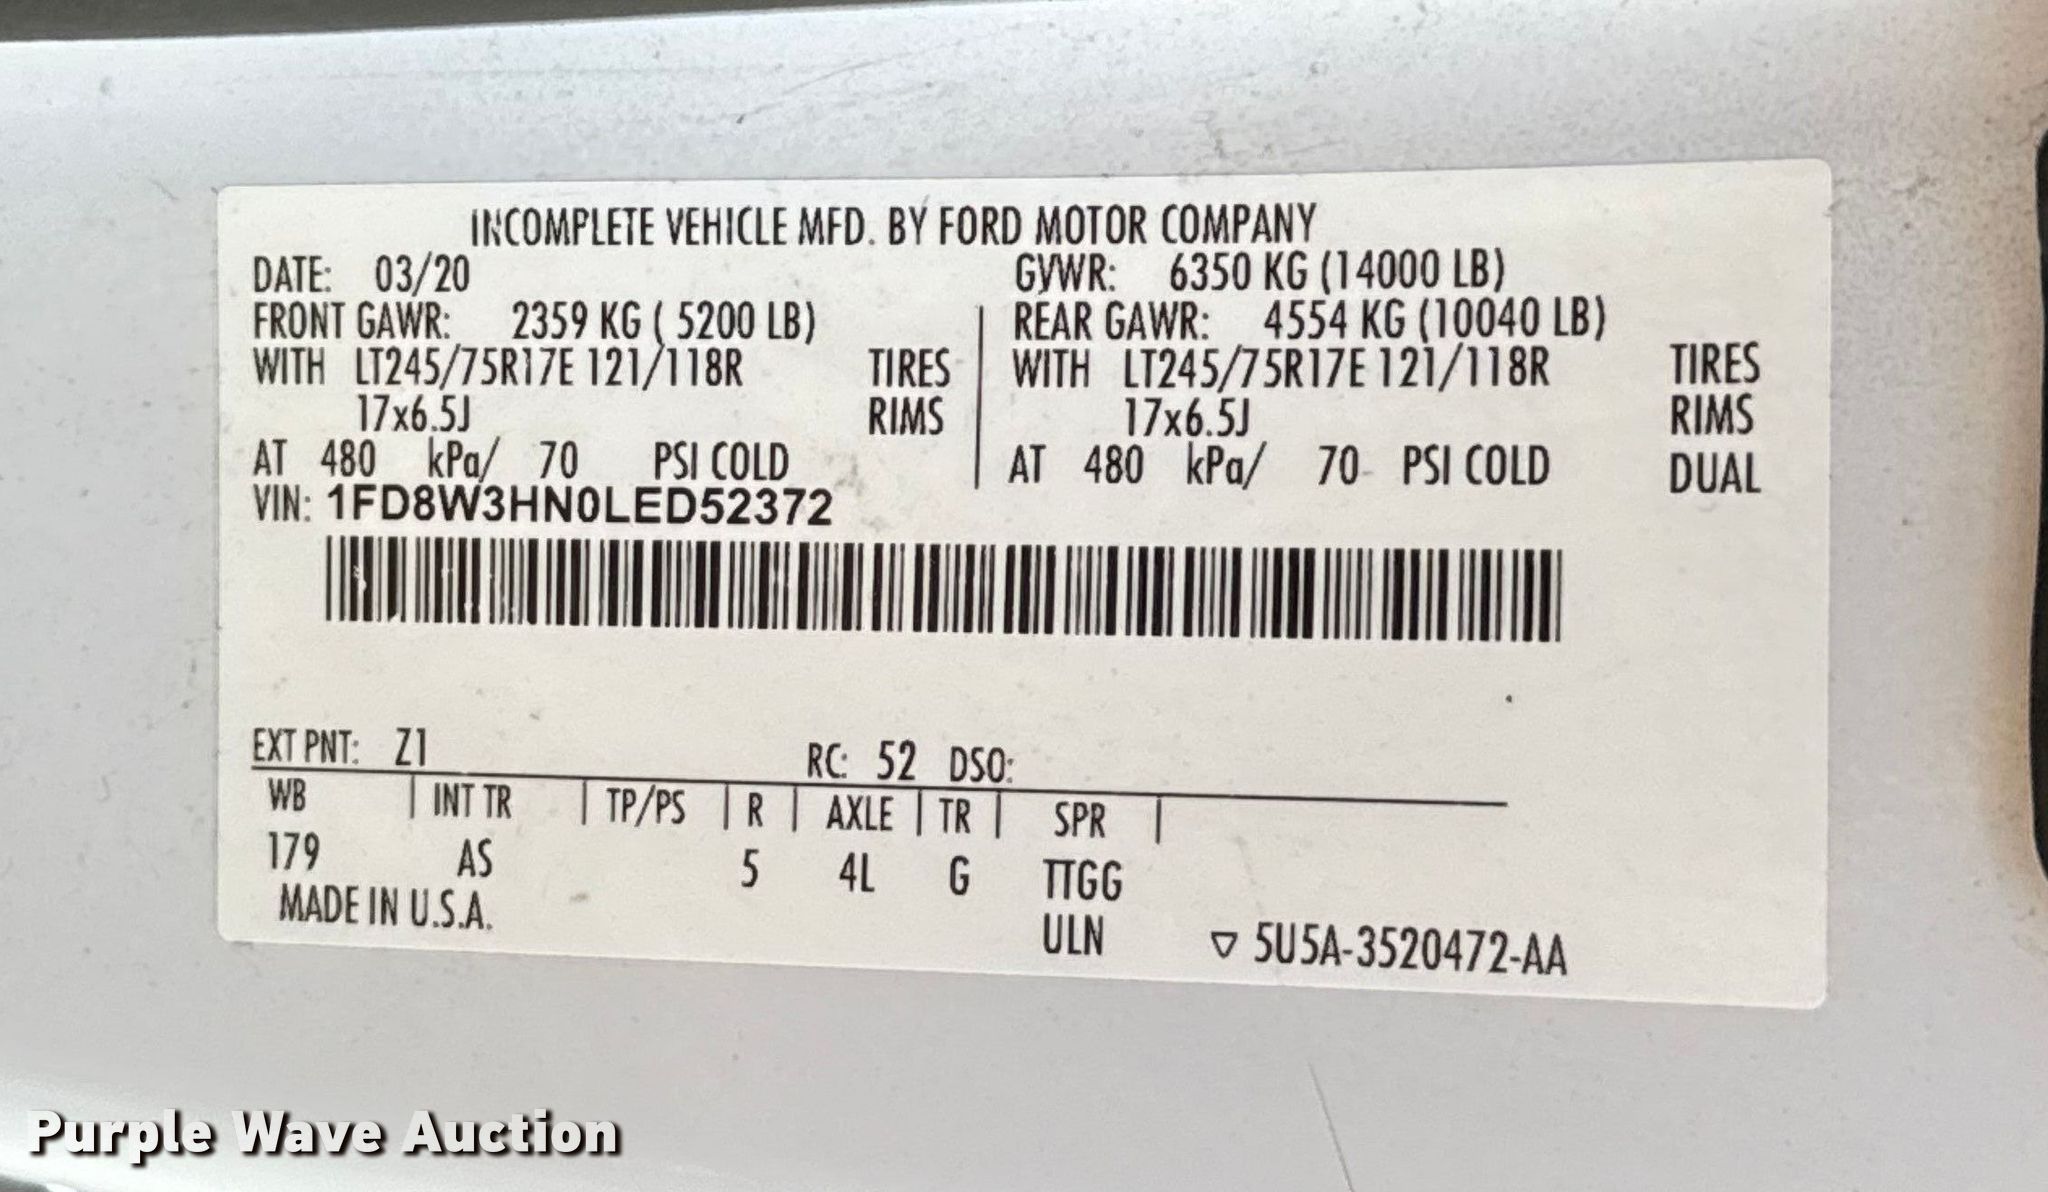 INCOMPLETE VEHICLE MFD. BY FORD MOTOR COMPANY
DATE: 03/20 GVWR: 6350 KG (14000 LB)
FRONT GAWR: 2359 KG ( 5200 LB) REAR GAWR: 4554 KG (10040 LB)
WITH LT245/75R17E 121/118R TIRES WITH LT245/75R17E 121/118R TIRES
17x6.5J RIMS 17x6.5J RIMS
AT 480 kPa/ 70 PSI COLD AT 480 kPa/ 70 PSI COLD DUAL
VIN: 1FD8W3HN0LED52372
EXT PNT: Z1 RC: 52 DSO:
WB | INT TR | TP/PS | R | AXLE | TR | SPR |
179 AS 5 4L G TTGG
MADE IN U.S.A. ULN ▽ 5U5A-3520472-AA
Purple Wave Auction